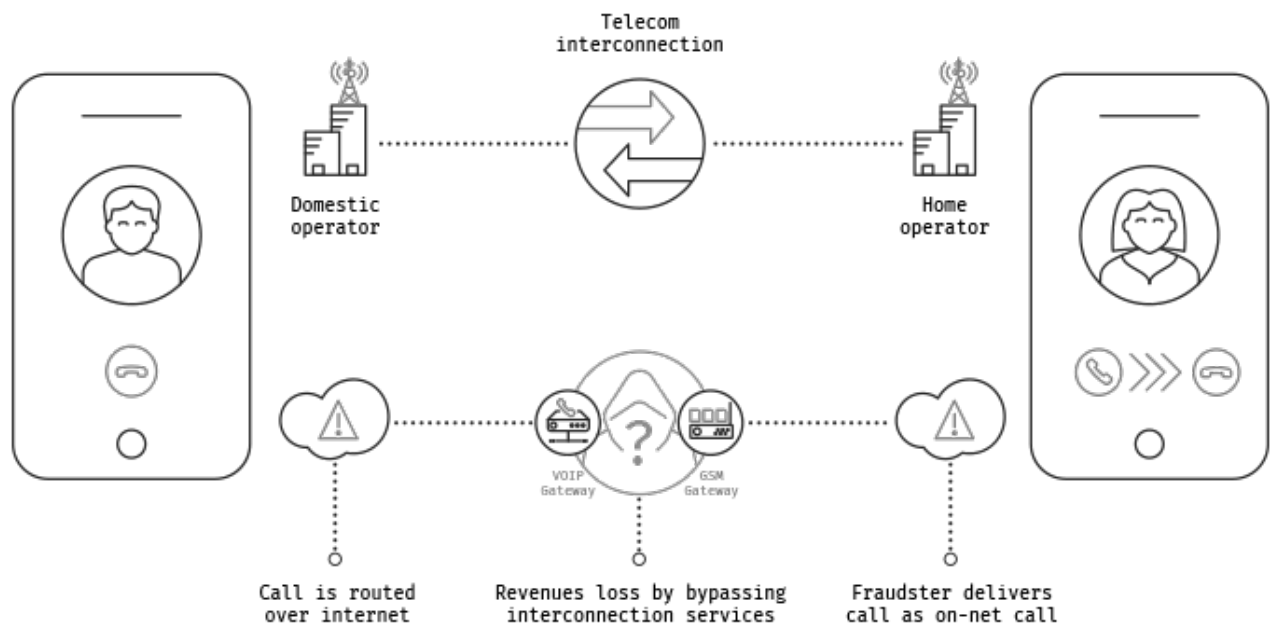 Telecom
interconnection
Domestic
operator
Home
operator
VOIP
Gateway
GSM
Gateway
Call is routed
over internet
Revenues loss by bypassing
interconnection services
Fraudster delivers
call as on-net call